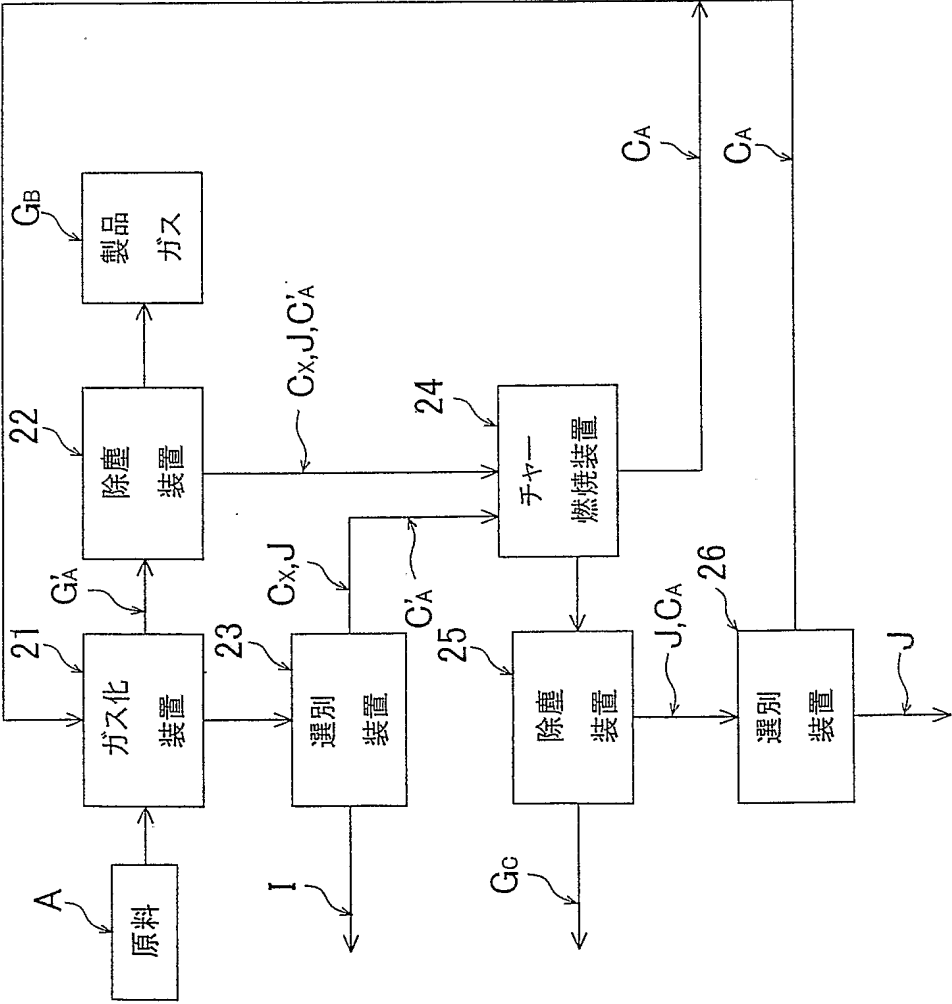 GB
製品
ガス
22
除塵
装置
CX,J,C'A
24
チャー
燃焼装置
CA
CA
G'A
21
ガス化
装置
CX,J
C'A
23
選別
装置
25
除塵
装置
J,CA
26
選別
装置
J
A
原料
I
GC